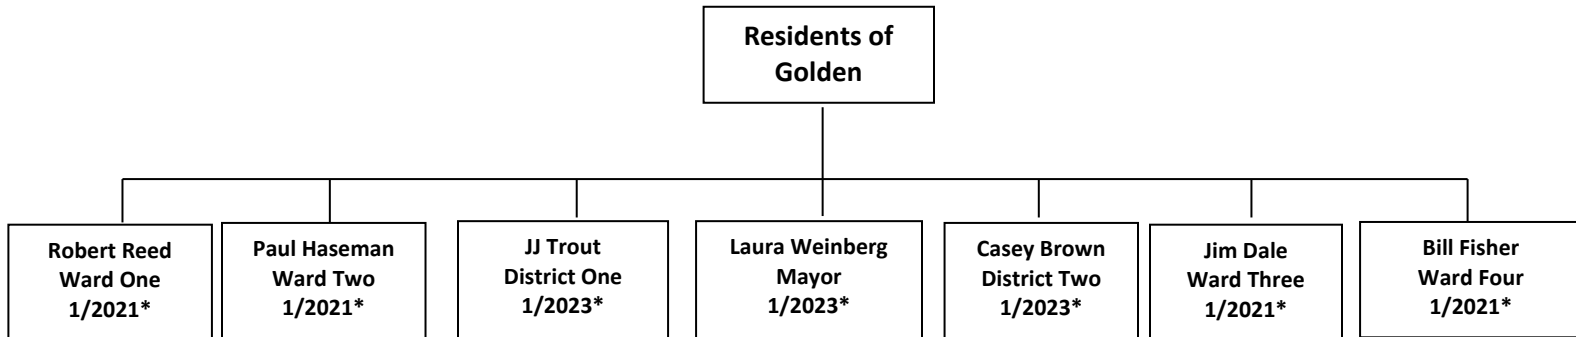 Residents of
Golden
Robert Reed
Ward One
1/2021*
Paul Haseman
Ward Two
1/2021*
JJ Trout
District One
1/2023*
Laura Weinberg
Mayor
1/2023*
Casey Brown
District Two
1/2023*
Jim Dale
Ward Three
1/2021*
Bill Fisher
Ward Four
1/2021*